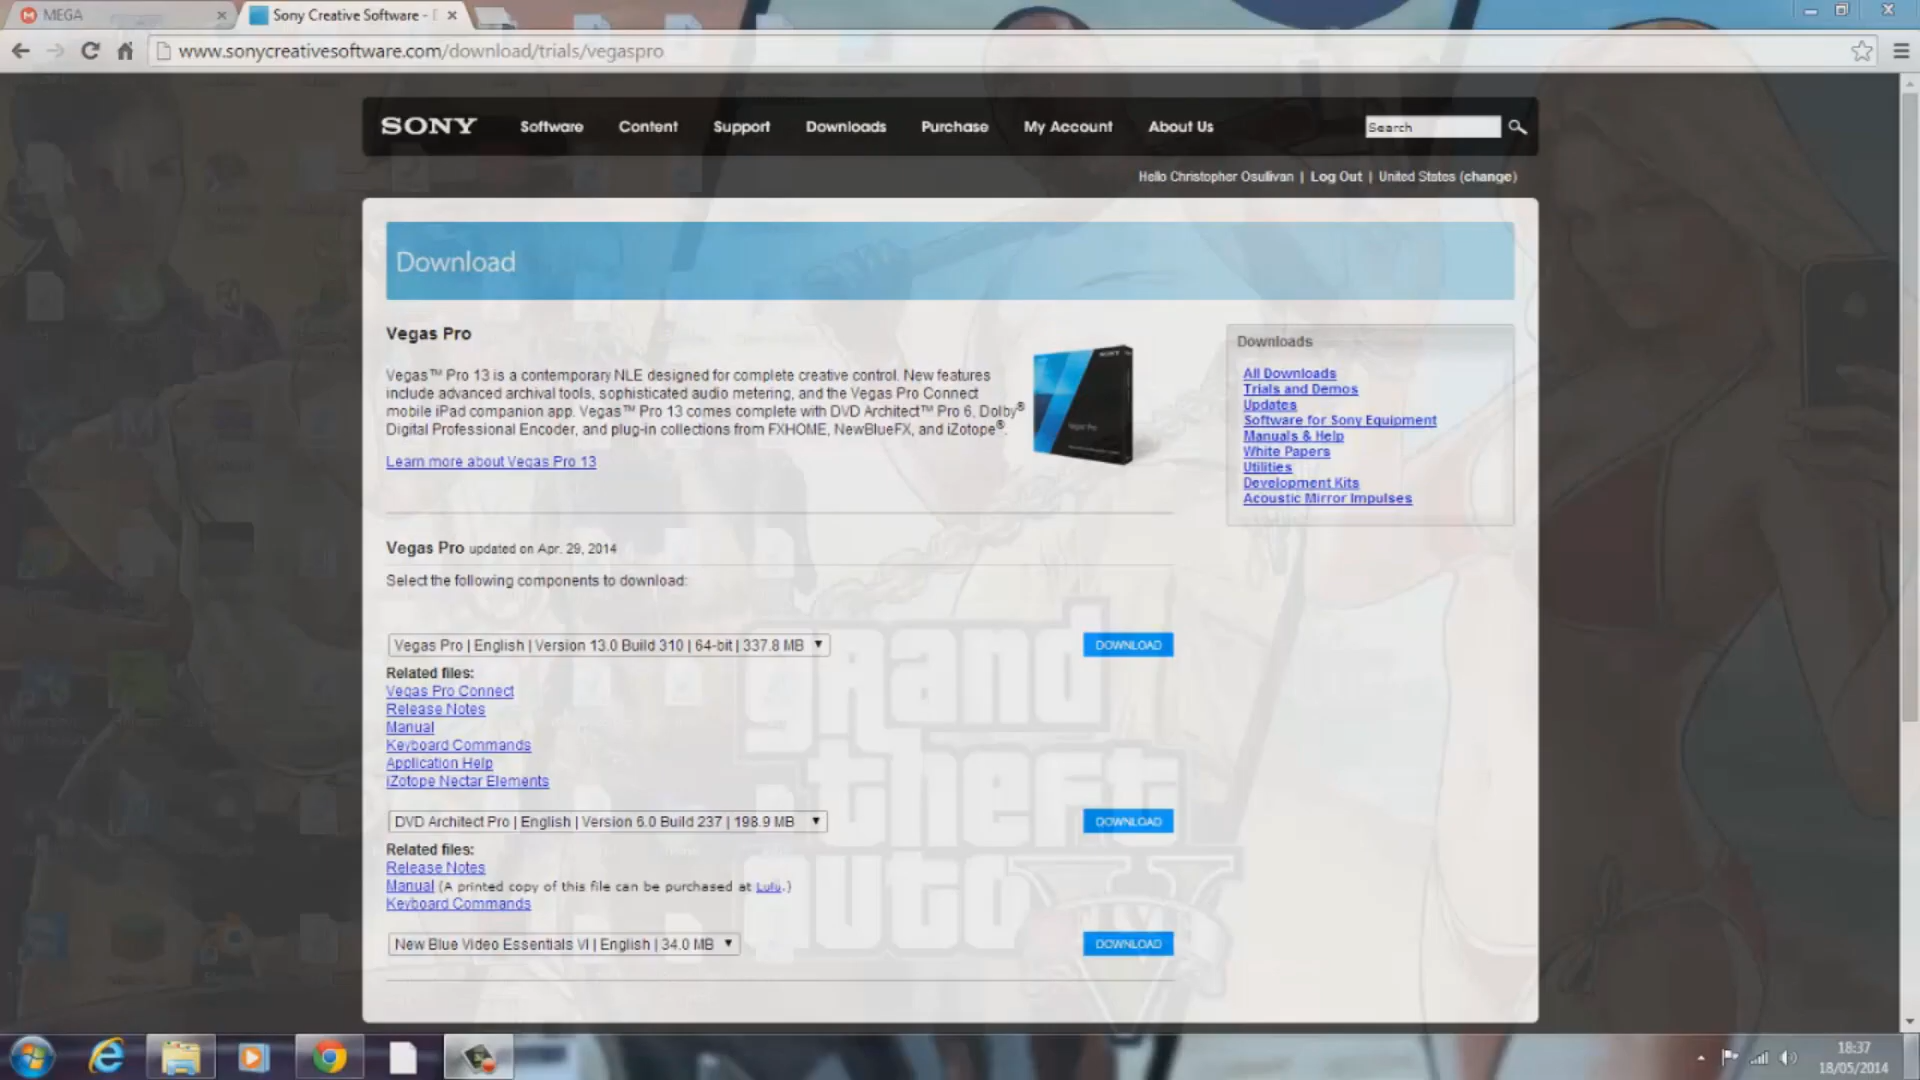 MEGA
Sony Creative Software - D
www.sonycreativesoftware.com/download/trials/vegaspro
SONY
Software
Content
Support
Downloads
Purchase
My Account
About Us
Search
Hello Christopher Osullivan | Log Out | United States (change)
Download
Vegas Pro
Vegas™ Pro 13 is a contemporary NLE designed for complete creative control. New features
include advanced archival tools, sophisticated audio metering, and the Vegas Pro Connect
mobile iPad companion app. Vegas™ Pro 13 comes complete with DVD Architect™ Pro 6, Dolby®
Digital Professional Encoder, and plug-in collections from FXHOME, NewBlueFX, and iZotope®.
Learn more about Vegas Pro 13
SONY
Vegas Pro
Downloads
All Downloads
Trials and Demos
Updates
Software for Sony Equipment
Manuals & Help
White Papers
Utilities
Development Kits
Acoustic Mirror Impulses
Vegas Pro updated on Apr. 29, 2014
Select the following components to download:
Vegas Pro | English | Version 13.0 Build 310 | 64-bit | 337.8 MB
DOWNLOAD
Related files:
Vegas Pro Connect
Release Notes
Manual
Keyboard Commands
Application Help
iZotope Nectar Elements
DVD Architect Pro | English | Version 6.0 Build 237 | 198.9 MB
DOWNLOAD
Related files:
Release Notes
Manual (A printed copy of this file can be purchased at Lulu.)
Keyboard Commands
New Blue Video Essentials VI | English | 34.0 MB
DOWNLOAD
grand
theft
auto
V
18:37
18/05/2014